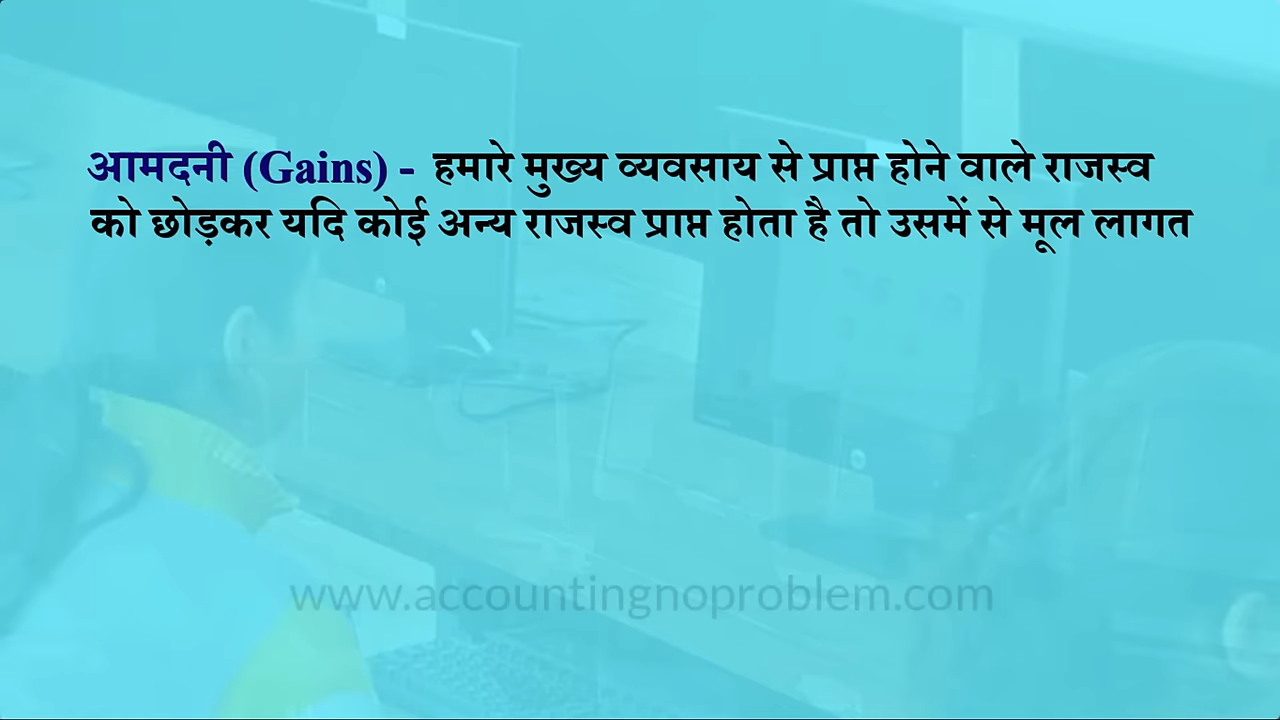 आमदनी (Gains) - हमारे मुख्य व्यवसाय से प्राप्त होने वाले राजस्व
को छोड़कर यदि कोई अन्य राजस्व प्राप्त होता है तो उसमें से मूल लागत
www.accountingnoproblem.com